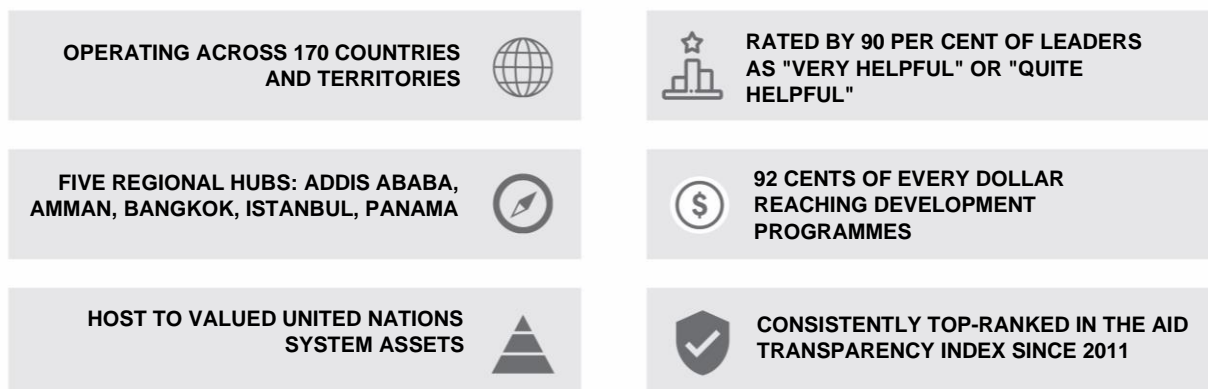 OPERATING ACROSS 170 COUNTRIES
AND TERRITORIES
RATED BY 90 PER CENT OF LEADERS
AS "VERY HELPFUL" OR "QUITE
HELPFUL"
FIVE REGIONAL HUBS: ADDIS ABABA,
AMMAN, BANGKOK, ISTANBUL, PANAMA
$
92 CENTS OF EVERY DOLLAR
REACHING DEVELOPMENT
PROGRAMMES
HOST TO VALUED UNITED NATIONS
SYSTEM ASSETS
CONSISTENTLY TOP-RANKED IN THE AID
TRANSPARENCY INDEX SINCE 2011